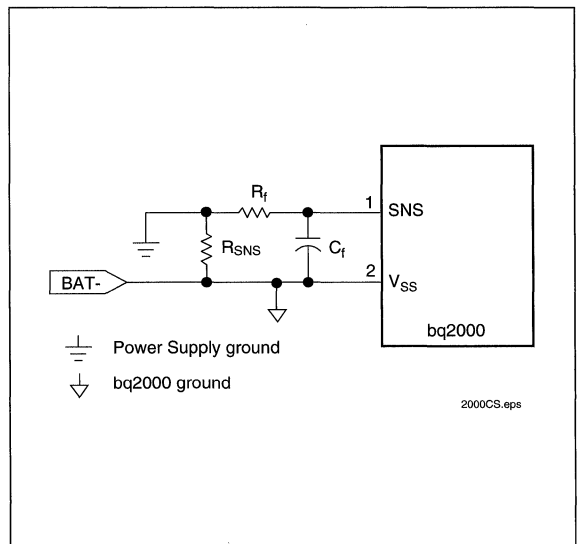 R_f
1 SNS
R_SNS
C_f
BAT-
2 V_SS
bq2000
Power Supply ground
bq2000 ground
2000CS.eps